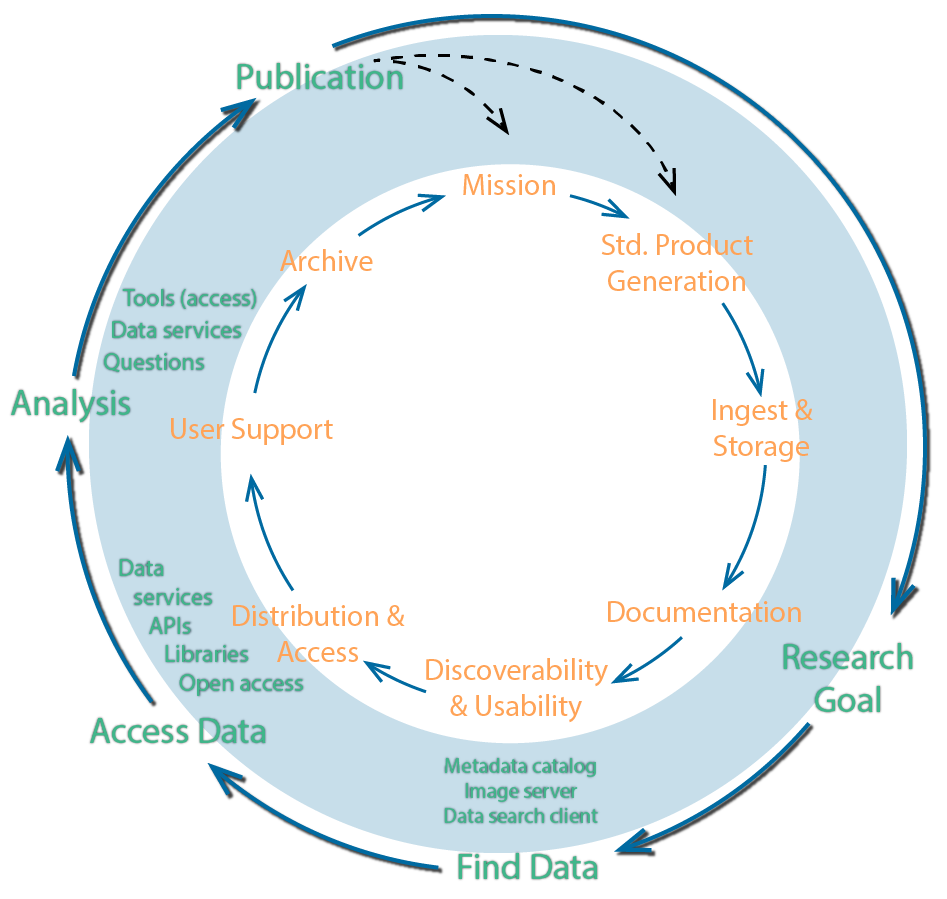 Publication
Mission
Std. Product
Generation
Archive
Tools (access)
Data services
Questions
Analysis
Ingest &
Storage
User Support
Data
services
APIs
Libraries
Open access
Distribution &
Access
Documentation
Discoverability
& Usability
Research
Goal
Access Data
Metadata catalog
Image server
Data search client
Find Data